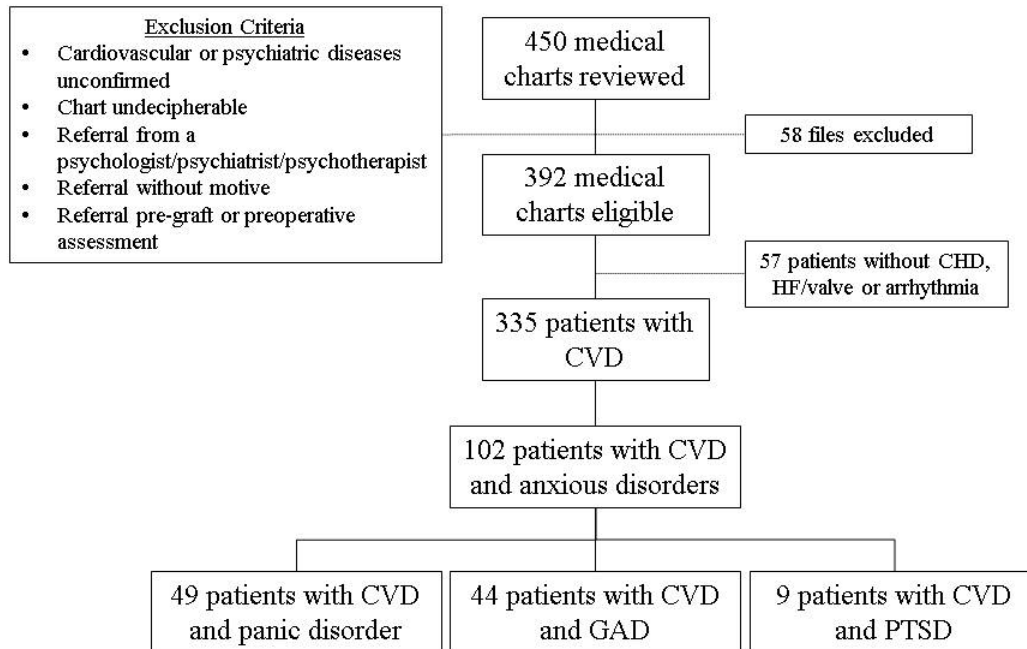 Exclusion Criteria
• Cardiovascular or psychiatric diseases
unconfirmed
• Chart undecipherable
• Referral from a
psychologist/psychiatrist/psychotherapist
• Referral without motive
• Referral pre-graft or preoperative
assessment
450 medical
charts reviewed
58 files excluded
392 medical
charts eligible
57 patients without CHD,
HF/valve or arrhythmia
335 patients with
CVD
102 patients with CVD
and anxious disorders
49 patients with CVD
and panic disorder
44 patients with CVD
and GAD
9 patients with CVD
and PTSD